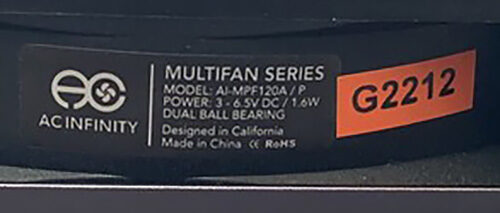 AC INFINITY
MULTIFAN SERIES
MODEL: AI-MPF120A / P
POWER: 3 - 6.5V DC / 1.6W
DUAL BALL BEARING
Designed in California
Made in China CE RoHS
G2212